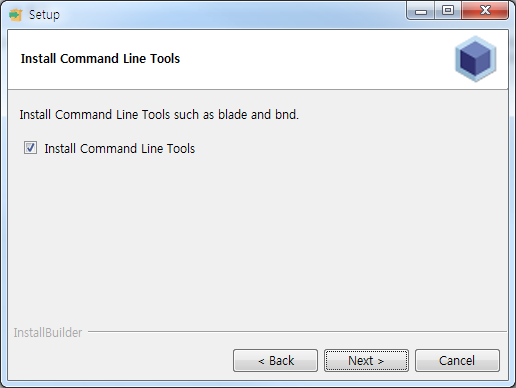 Setup
Install Command Line Tools
Install Command Line Tools such as blade and bnd.
Install Command Line Tools
InstallBuilder
< Back
Next >
Cancel